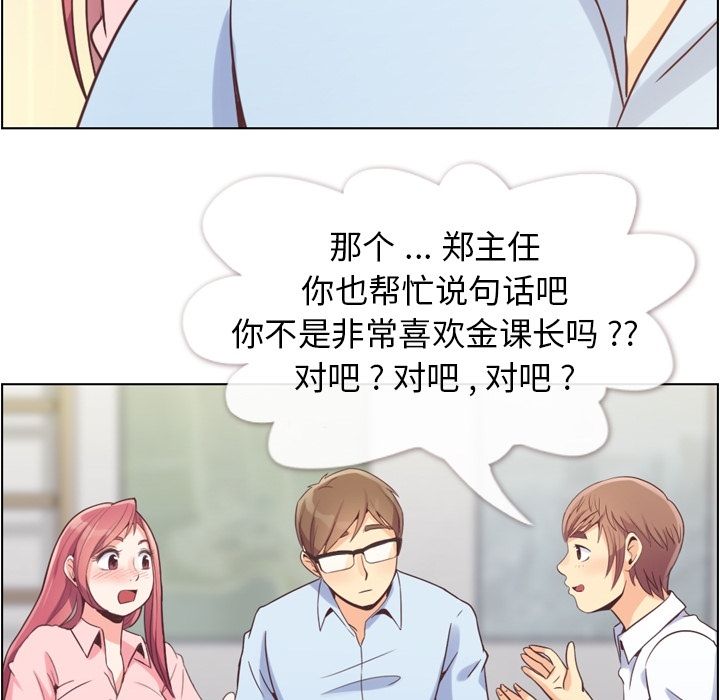 那个 ... 郑主任
你也帮忙说句话吧
你不是非常喜欢金课长吗 ??
对吧 ? 对吧 , 对吧 ?